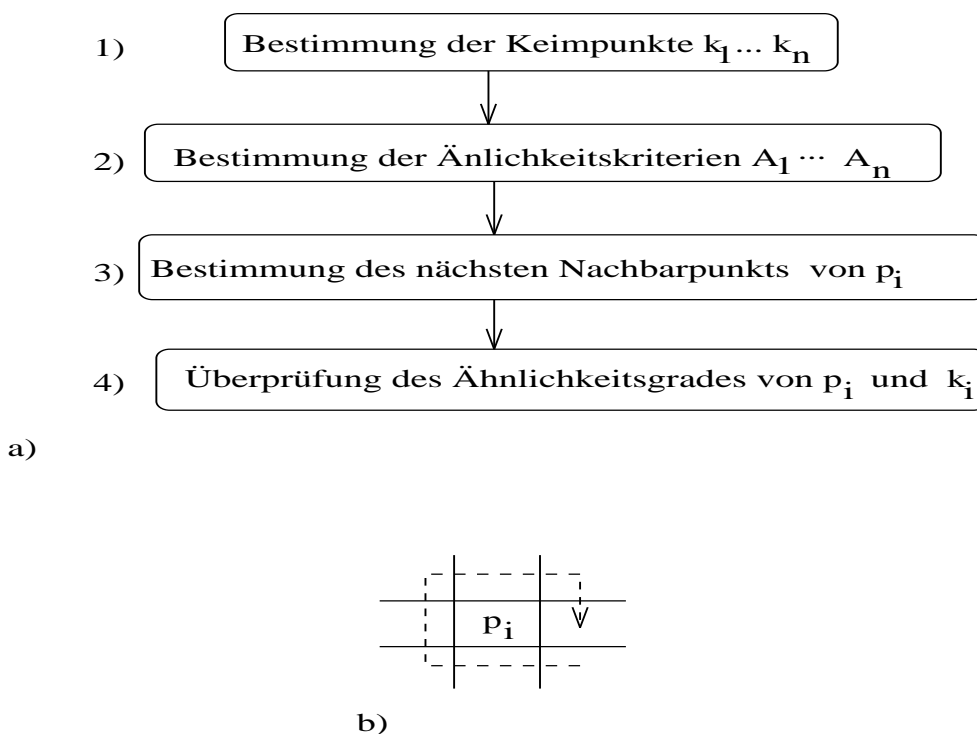 1) Bestimmung der Keimpunkte k1... kn
2) Bestimmung der Änlichkeitskriterien A1... An
3) Bestimmung des nächsten Nachbarpunkts von pi
4) Überprüfung des Ähnlichkeitsgrades von pi und ki
a)
pi
b)